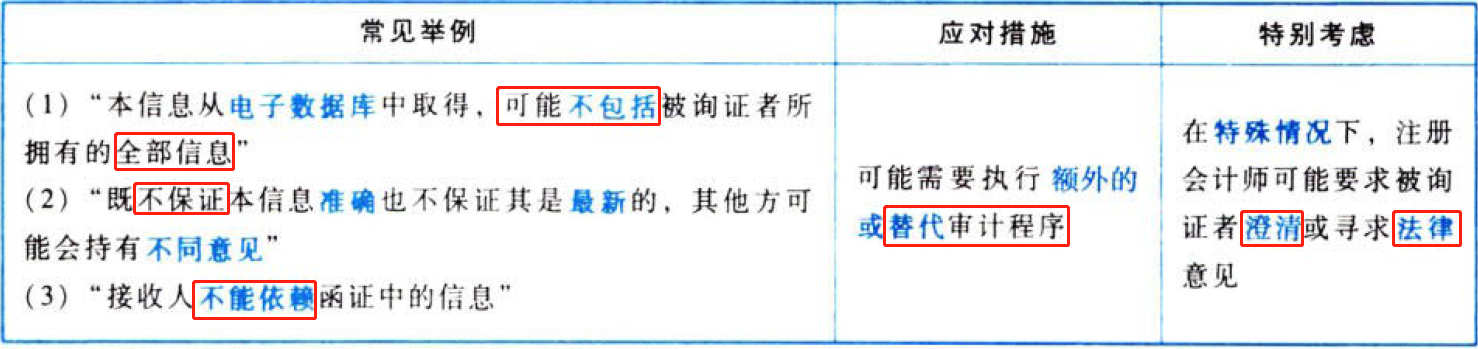 常见举例
应对措施
特别考虑
(1)“本信息从电子数据库中取得，可能不包括被询证者所
拥有的全部信息”
(2)“既不保证本信息准确也不保证其是最新的，其他方可
能会持有不同意见”
(3)“接收人不能依赖函证中的信息”
可能需要执行额外的
或替代审计程序
在特殊情况下，注册
会计师可能要求被询
证者澄清或寻求法律
意见